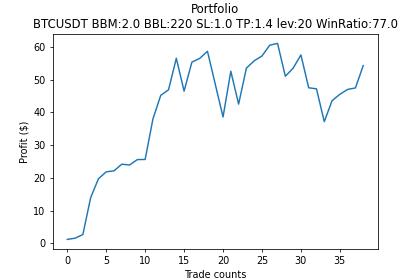 Portfolio
BTCUSDT BBM:2.0 BBL:220 SL:1.0 TP:1.4 lev:20 WinRatio:77.0
60
50
40
30
20
10
0
Profit ($)
0 5 10 15 20 25 30 35
Trade counts